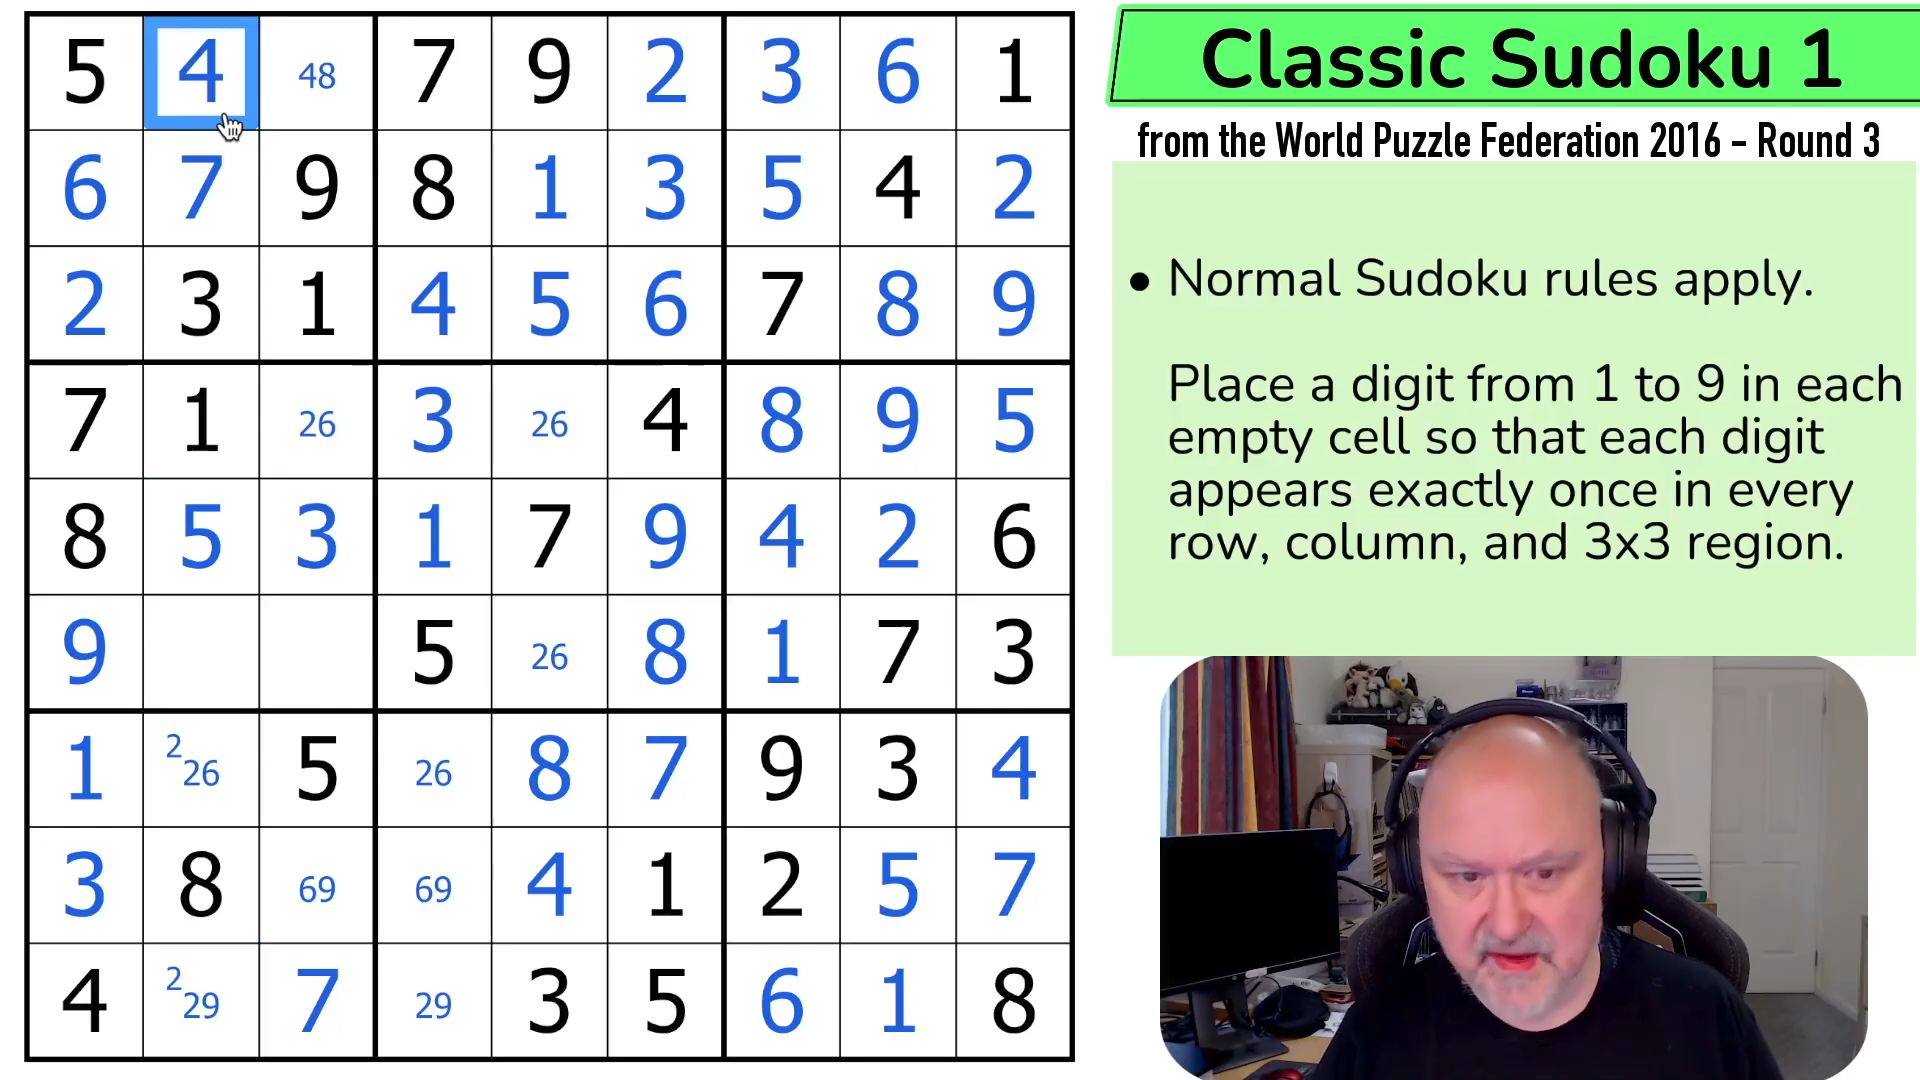 5 4 48 7 9 2 3 6 1
6 7 9 8 1 3 5 4 2
2 3 1 4 5 6 7 8 9
7 1 26 3 26 4 8 9 5
8 5 3 1 7 9 4 2 6
9 5 26 8 1 7 3
1 2 26 5 26 8 7 9 3 4
3 8 69 69 4 1 2 5 7
4 2 29 7 29 3 5 6 1 8
Classic Sudoku 1
from the World Puzzle Federation 2016 - Round 3
• Normal Sudoku rules apply.
Place a digit from 1 to 9 in each
empty cell so that each digit
appears exactly once in every
row, column, and 3x3 region.